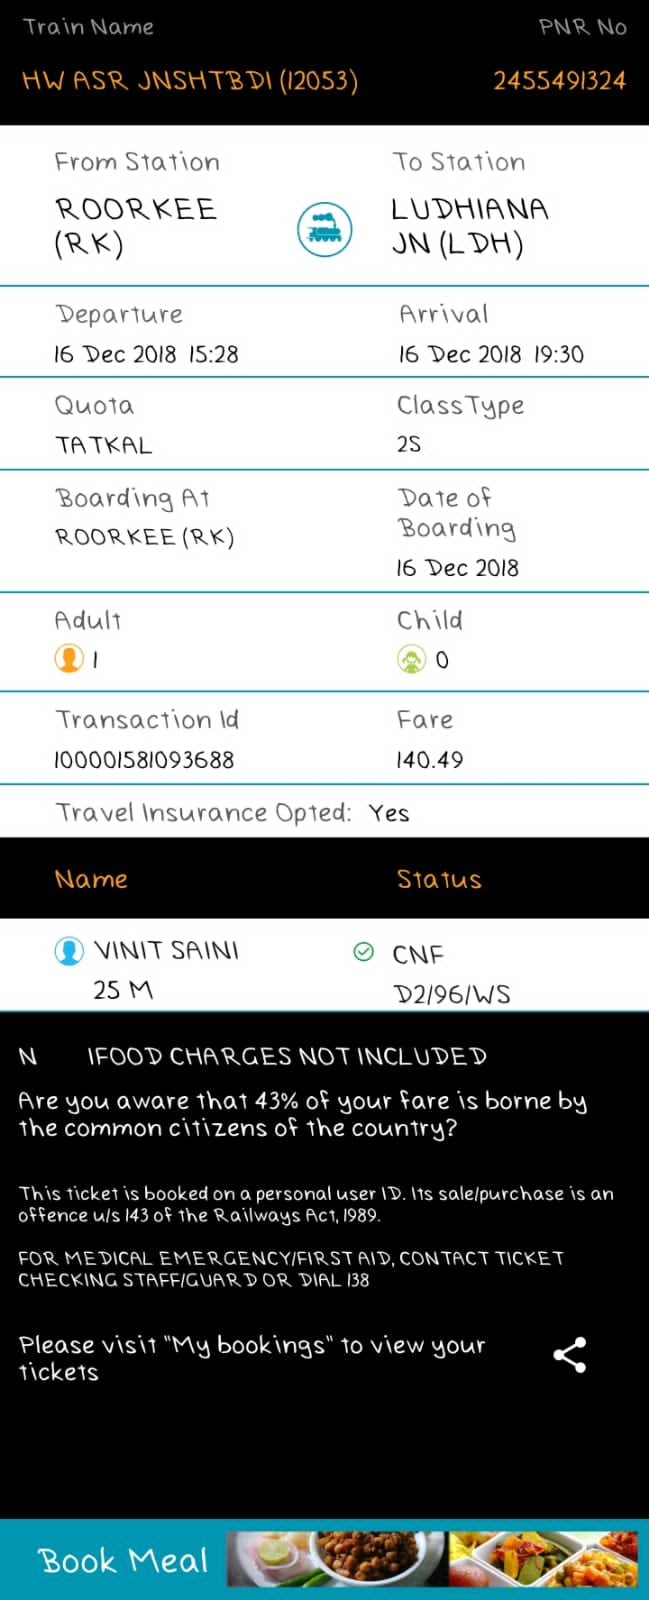 Train Name
PNR No
HW ASR JNSHTBDI (12053)
2455491324
From Station
To Station
ROORKEE
(RK)
LUDHIANA
JN (LDH)
Departure
Arrival
16 Dec 2018 15:28
16 Dec 2018 19:30
Quota
ClassType
TATKAL
2S
Boarding At
Date of
Boarding
ROORKEE (RK)
16 Dec 2018
Adult
Child
1
0
Transaction Id
Fare
100001581093688
140.49
Travel Insurance Opted: Yes
Name
Status
VINIT SAINI
CNF
25 M
D2/96/WS
N 1FOOD CHARGES NOT INCLUDED
Are you aware that 43% of your fare is borne by
the common citizens of the country?
This ticket is booked on a personal user ID. Its sale/purchase is an
offence u/s 143 of the Railways Act, 1989.
FOR MEDICAL EMERGENCY/FIRST AID, CONTACT TICKET
CHECKING STAFF/GUARD OR DIAL 138
Please visit "My bookings" to view your
tickets
Book Meal